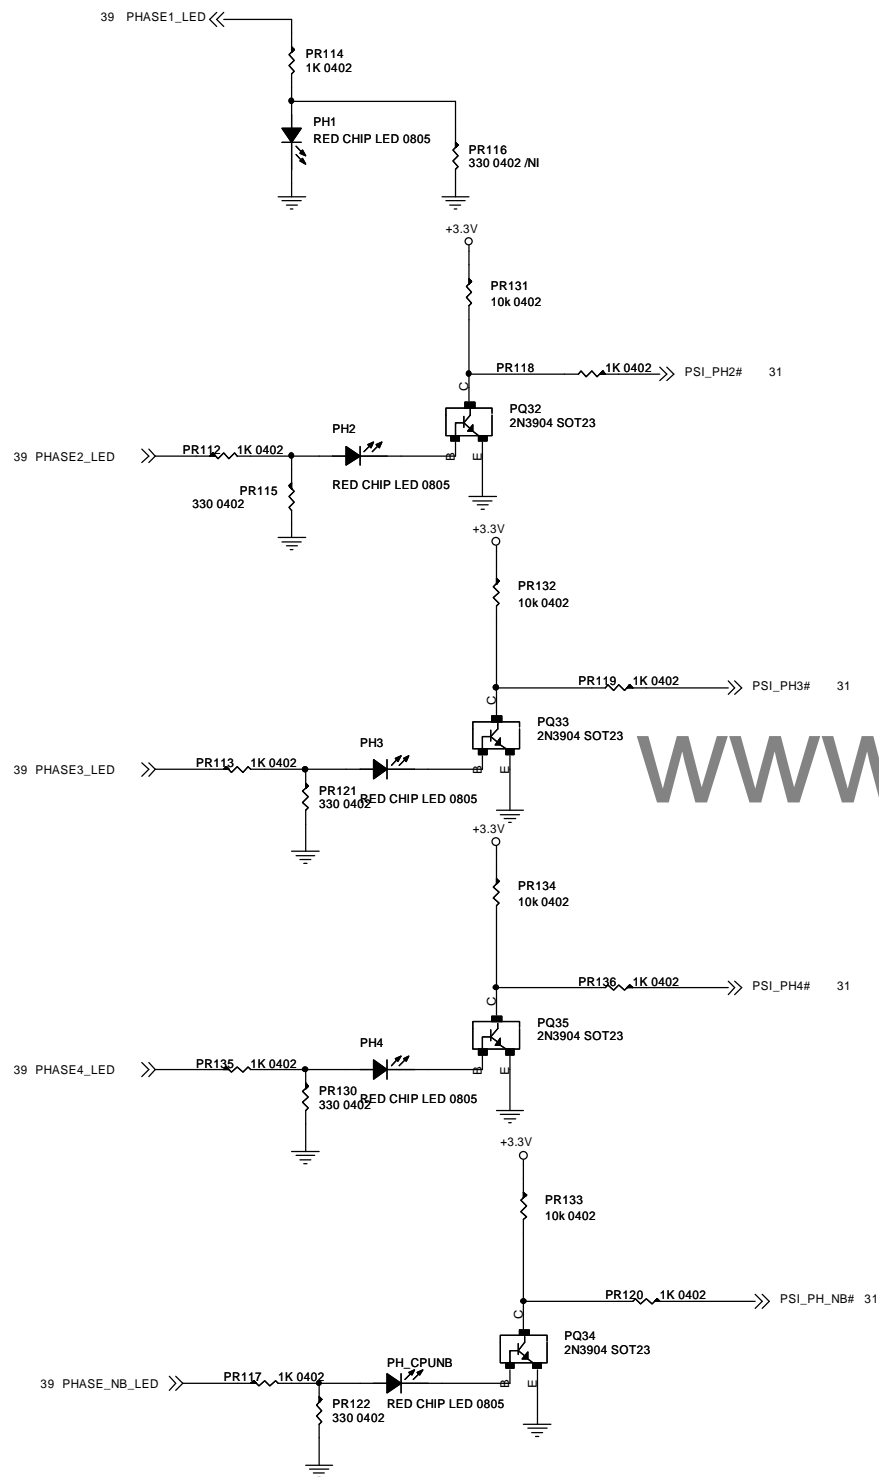 39 PHASE1_LED
PR114
1K 0402
PH1
RED CHIP LED 0805
PR116
330 0402 /NI
+3.3V
PR131
10k 0402
PR118 1K 0402 PSI_PH2# 31
C
PQ32
2N3904 SOT23
B E
PH2
39 PHASE2_LED PR112 1K 0402
RED CHIP LED 0805
PR115
330 0402
+3.3V
PR132
10k 0402
PR119 1K 0402 PSI_PH3# 31
C
PQ33
2N3904 SOT23
B E
PH3
39 PHASE3_LED PR113 1K 0402
PR121
330 0402
RED CHIP LED 0805
www
+3.3V
PR134
10k 0402
PR136 1K 0402 PSI_PH4# 31
C
PQ35
2N3904 SOT23
B E
PH4
39 PHASE4_LED PR135 1K 0402
PR130
330 0402
RED CHIP LED 0805
+3.3V
PR133
10k 0402
PR120 1K 0402 PSI_PH_NB# 31
C
PQ34
2N3904 SOT23
B E
PH_CPUNB
39 PHASE_NB_LED PR117 1K 0402
RED CHIP LED 0805
PR122
330 0402